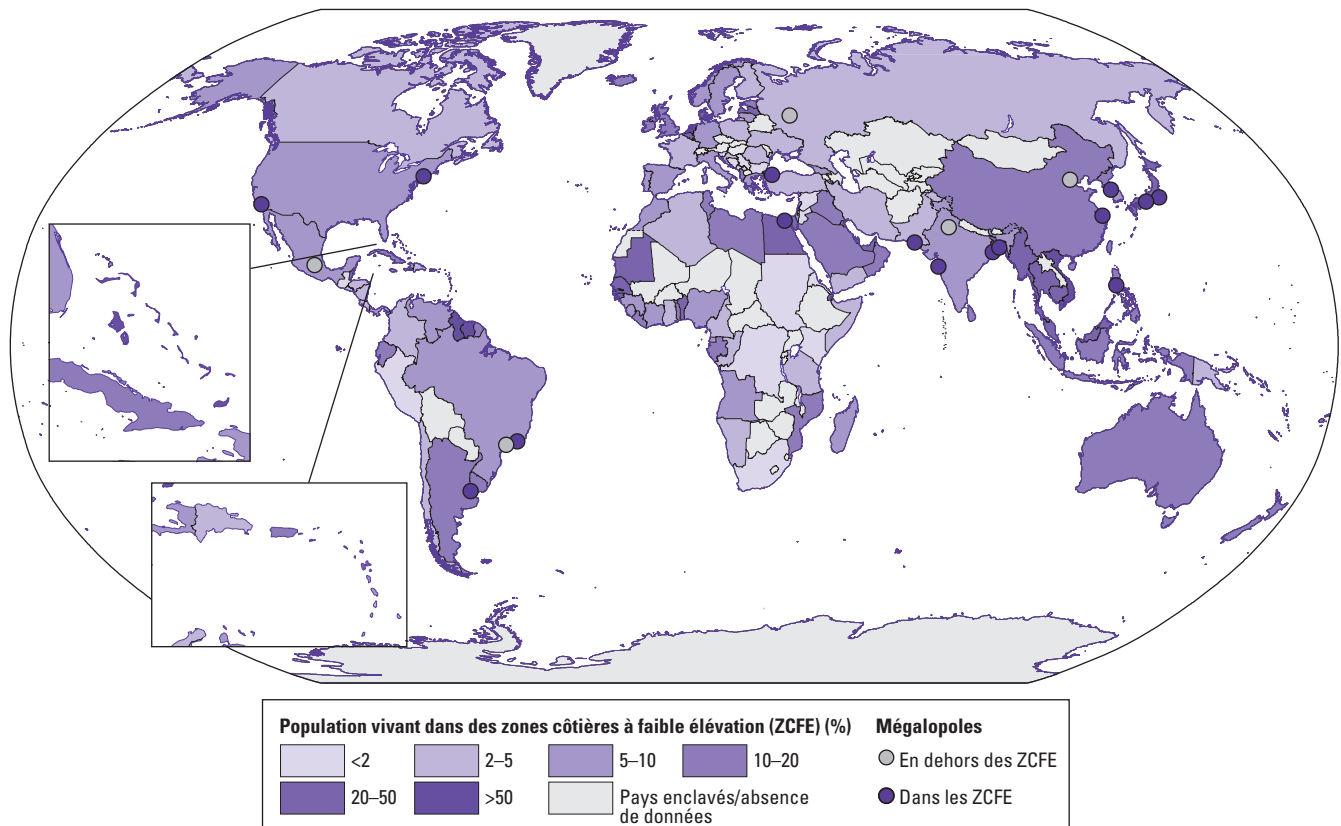 Population vivant dans des zones côtières à faible élévation (ZCFE) (%)
<2
2–5
5–10
10–20
20–50
>50
Pays enclavés/absence
de données
Mégalopoles
En dehors des ZCFE
Dans les ZCFE